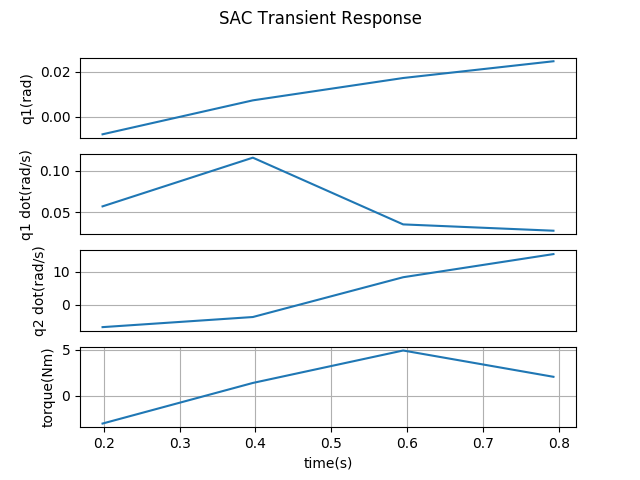 SAC Transient Response
q1(rad)
0.02
0.00
q1 dot(rad/s)
0.10
0.05
q2 dot(rad/s)
10
0
torque(Nm)
5
0
0.2 0.3 0.4 0.5 0.6 0.7 0.8
time(s)